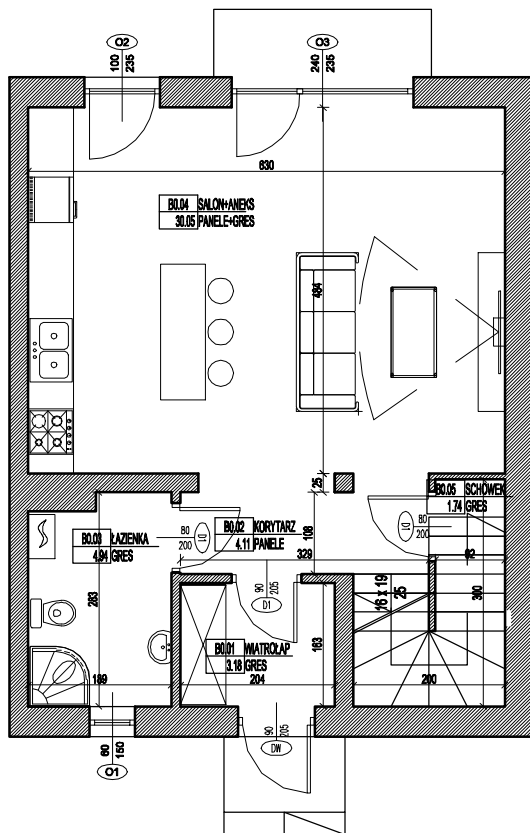 O2
O3
100
235
240
235
630
B0.04 SALON+ANEKS
30.05 PANELE+GRES
484
25
B0.05 SCHOWEK
1.74 GRES
B0.03 ŁAZIENKA
4.94 GRES
80
200
D1
B0.02 KORYTARZ
4.11 PANELE
108
329
D1
80
200
92
90
205
D1
16 x 19
25
300
283
B0.01 WIATROŁAP
3.18 GRES
163
189
204
200
90
205
DW
60
150
O1